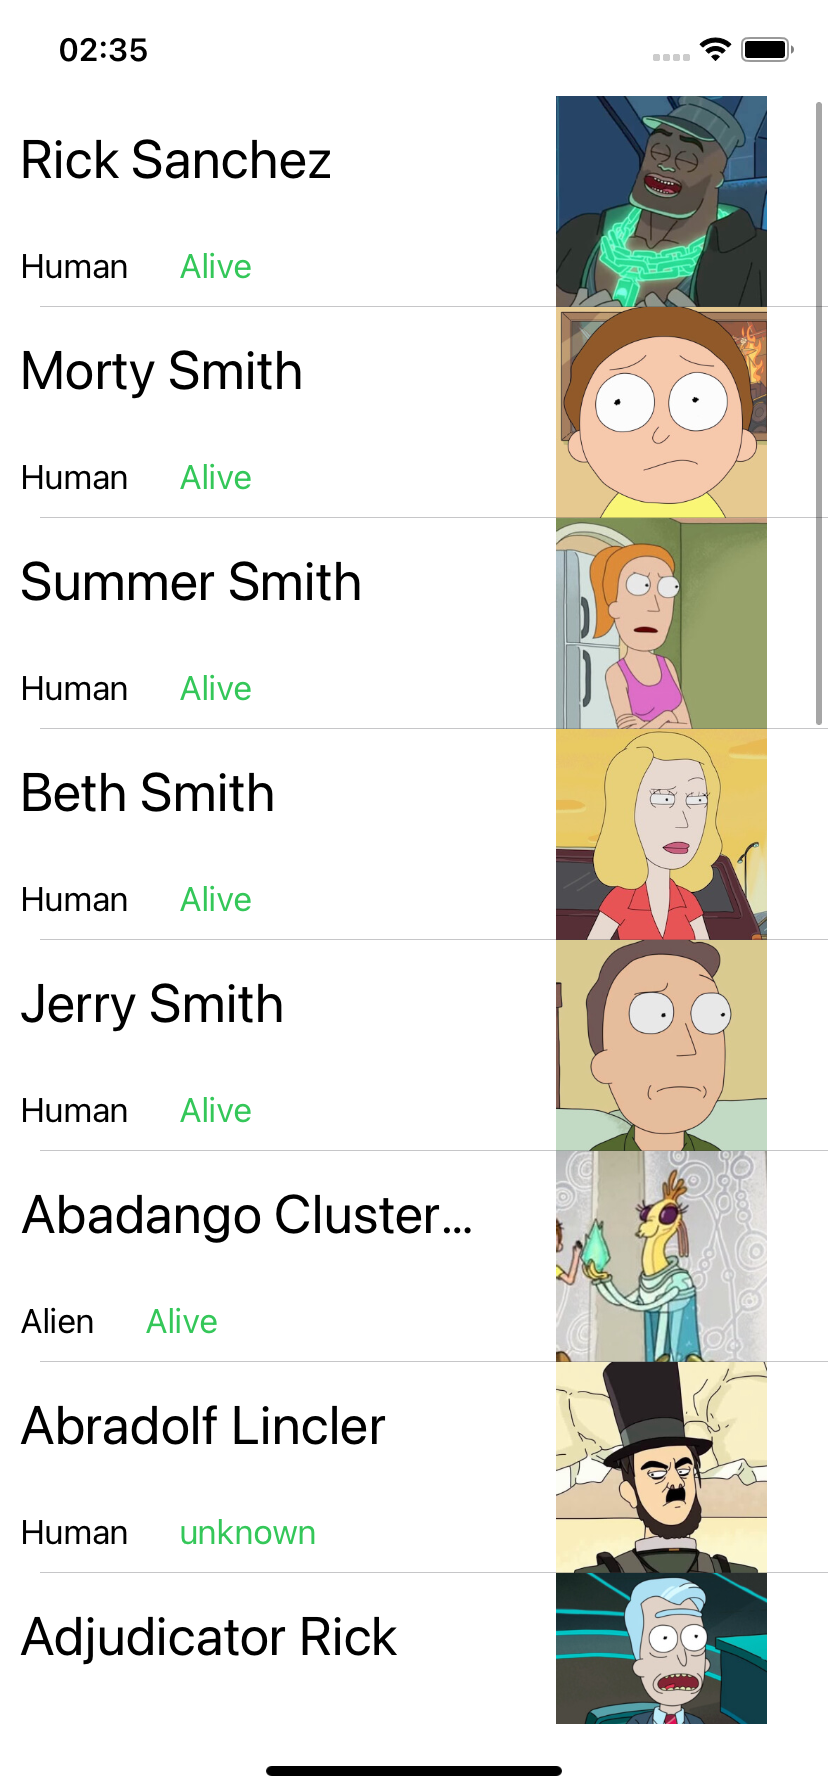 02:35
Rick Sanchez
Human Alive
Morty Smith
Human Alive
Summer Smith
Human Alive
Beth Smith
Human Alive
Jerry Smith
Human Alive
Abadango Cluster...
Alien Alive
Abradolf Lincler
Human unknown
Adjudicator Rick